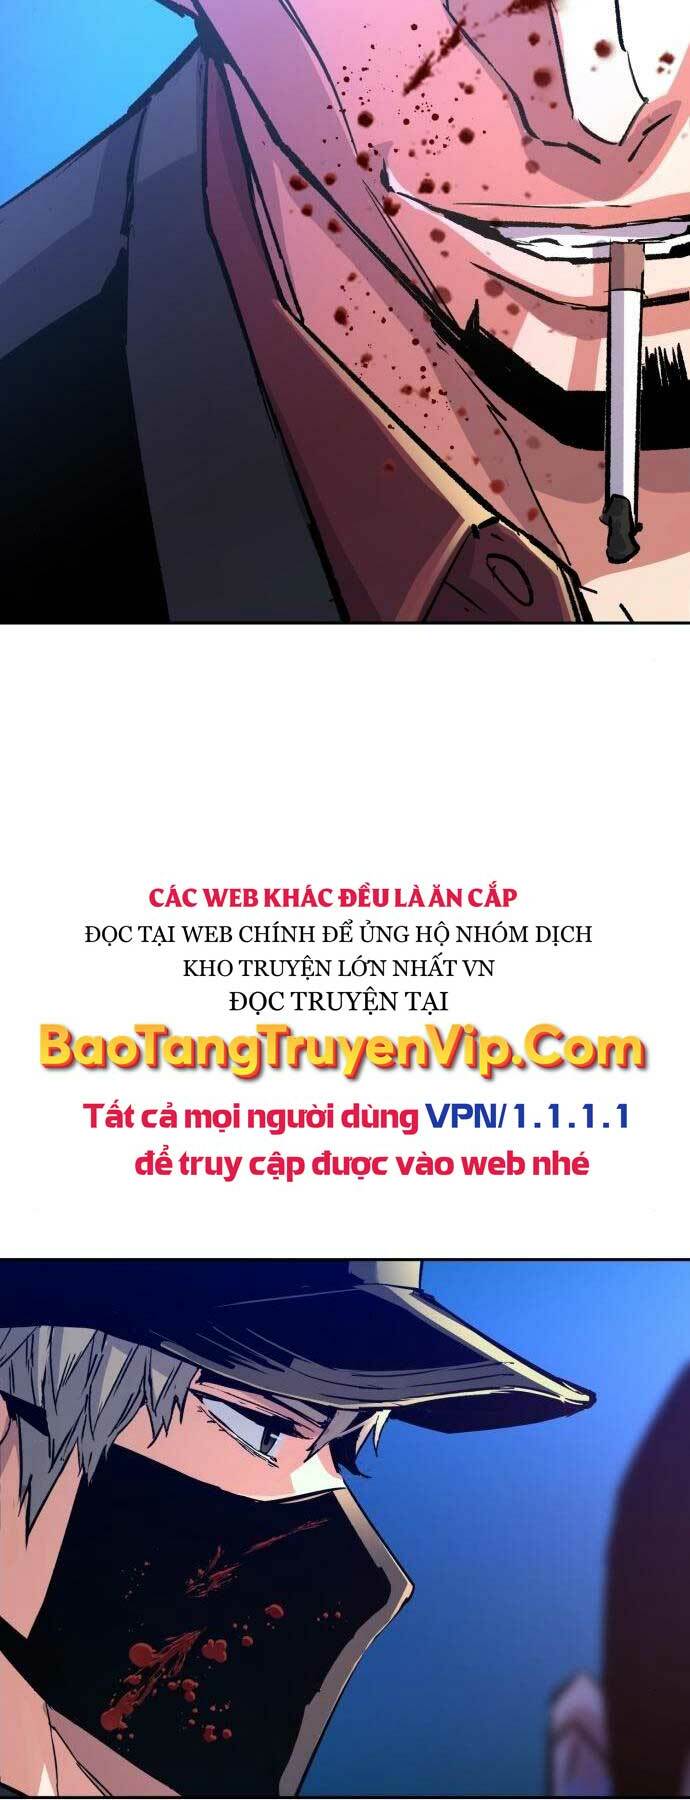 CÁC WEB KHÁC ĐỀU LÀ ĂN CẮP
ĐỌC TẠI WEB CHÍNH ĐỂ ỦNG HỘ NHÓM DỊCH
KHO TRUYỆN LỚN NHẤT VN
ĐỌC TRUYỆN TẠI
BaoTangTruyenVip.Com
Tất cả mọi người dùng VPN/1.1.1.1
để truy cập được vào web nhé